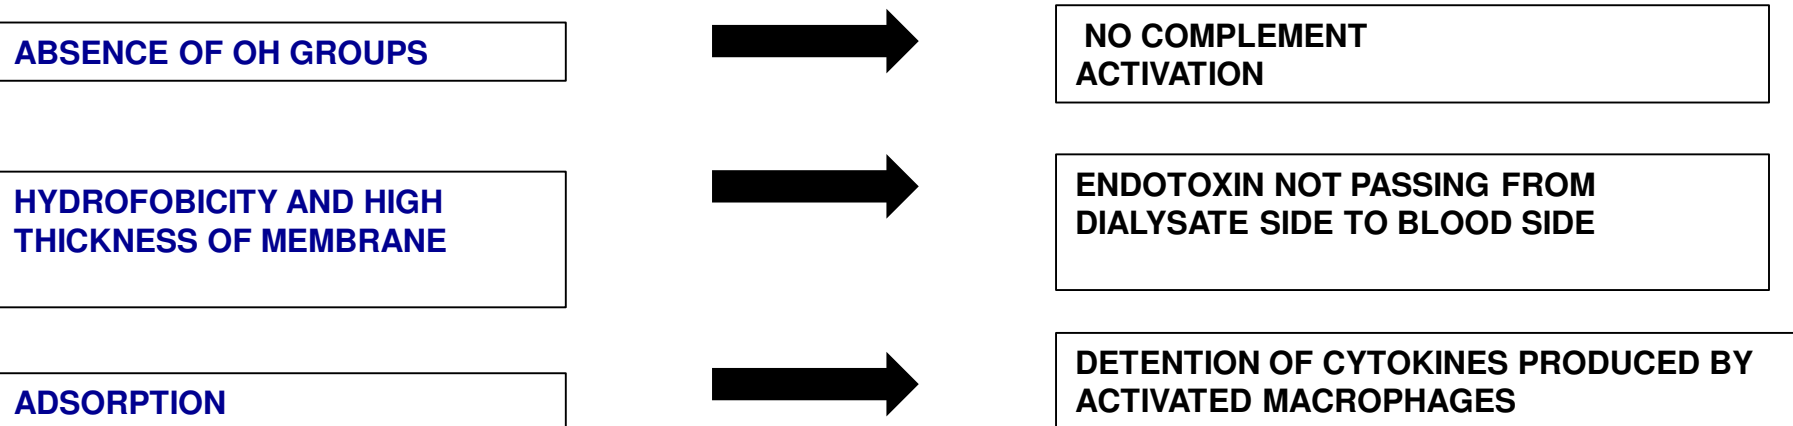 ABSENCE OF OH GROUPS
NO COMPLEMENT
ACTIVATION
HYDROFOBICITY AND HIGH
THICKNESS OF MEMBRANE
ENDOTOXIN NOT PASSING FROM
DIALYSATE SIDE TO BLOOD SIDE
ADSORPTION
DETENTION OF CYTOKINES PRODUCED BY
ACTIVATED MACROPHAGES